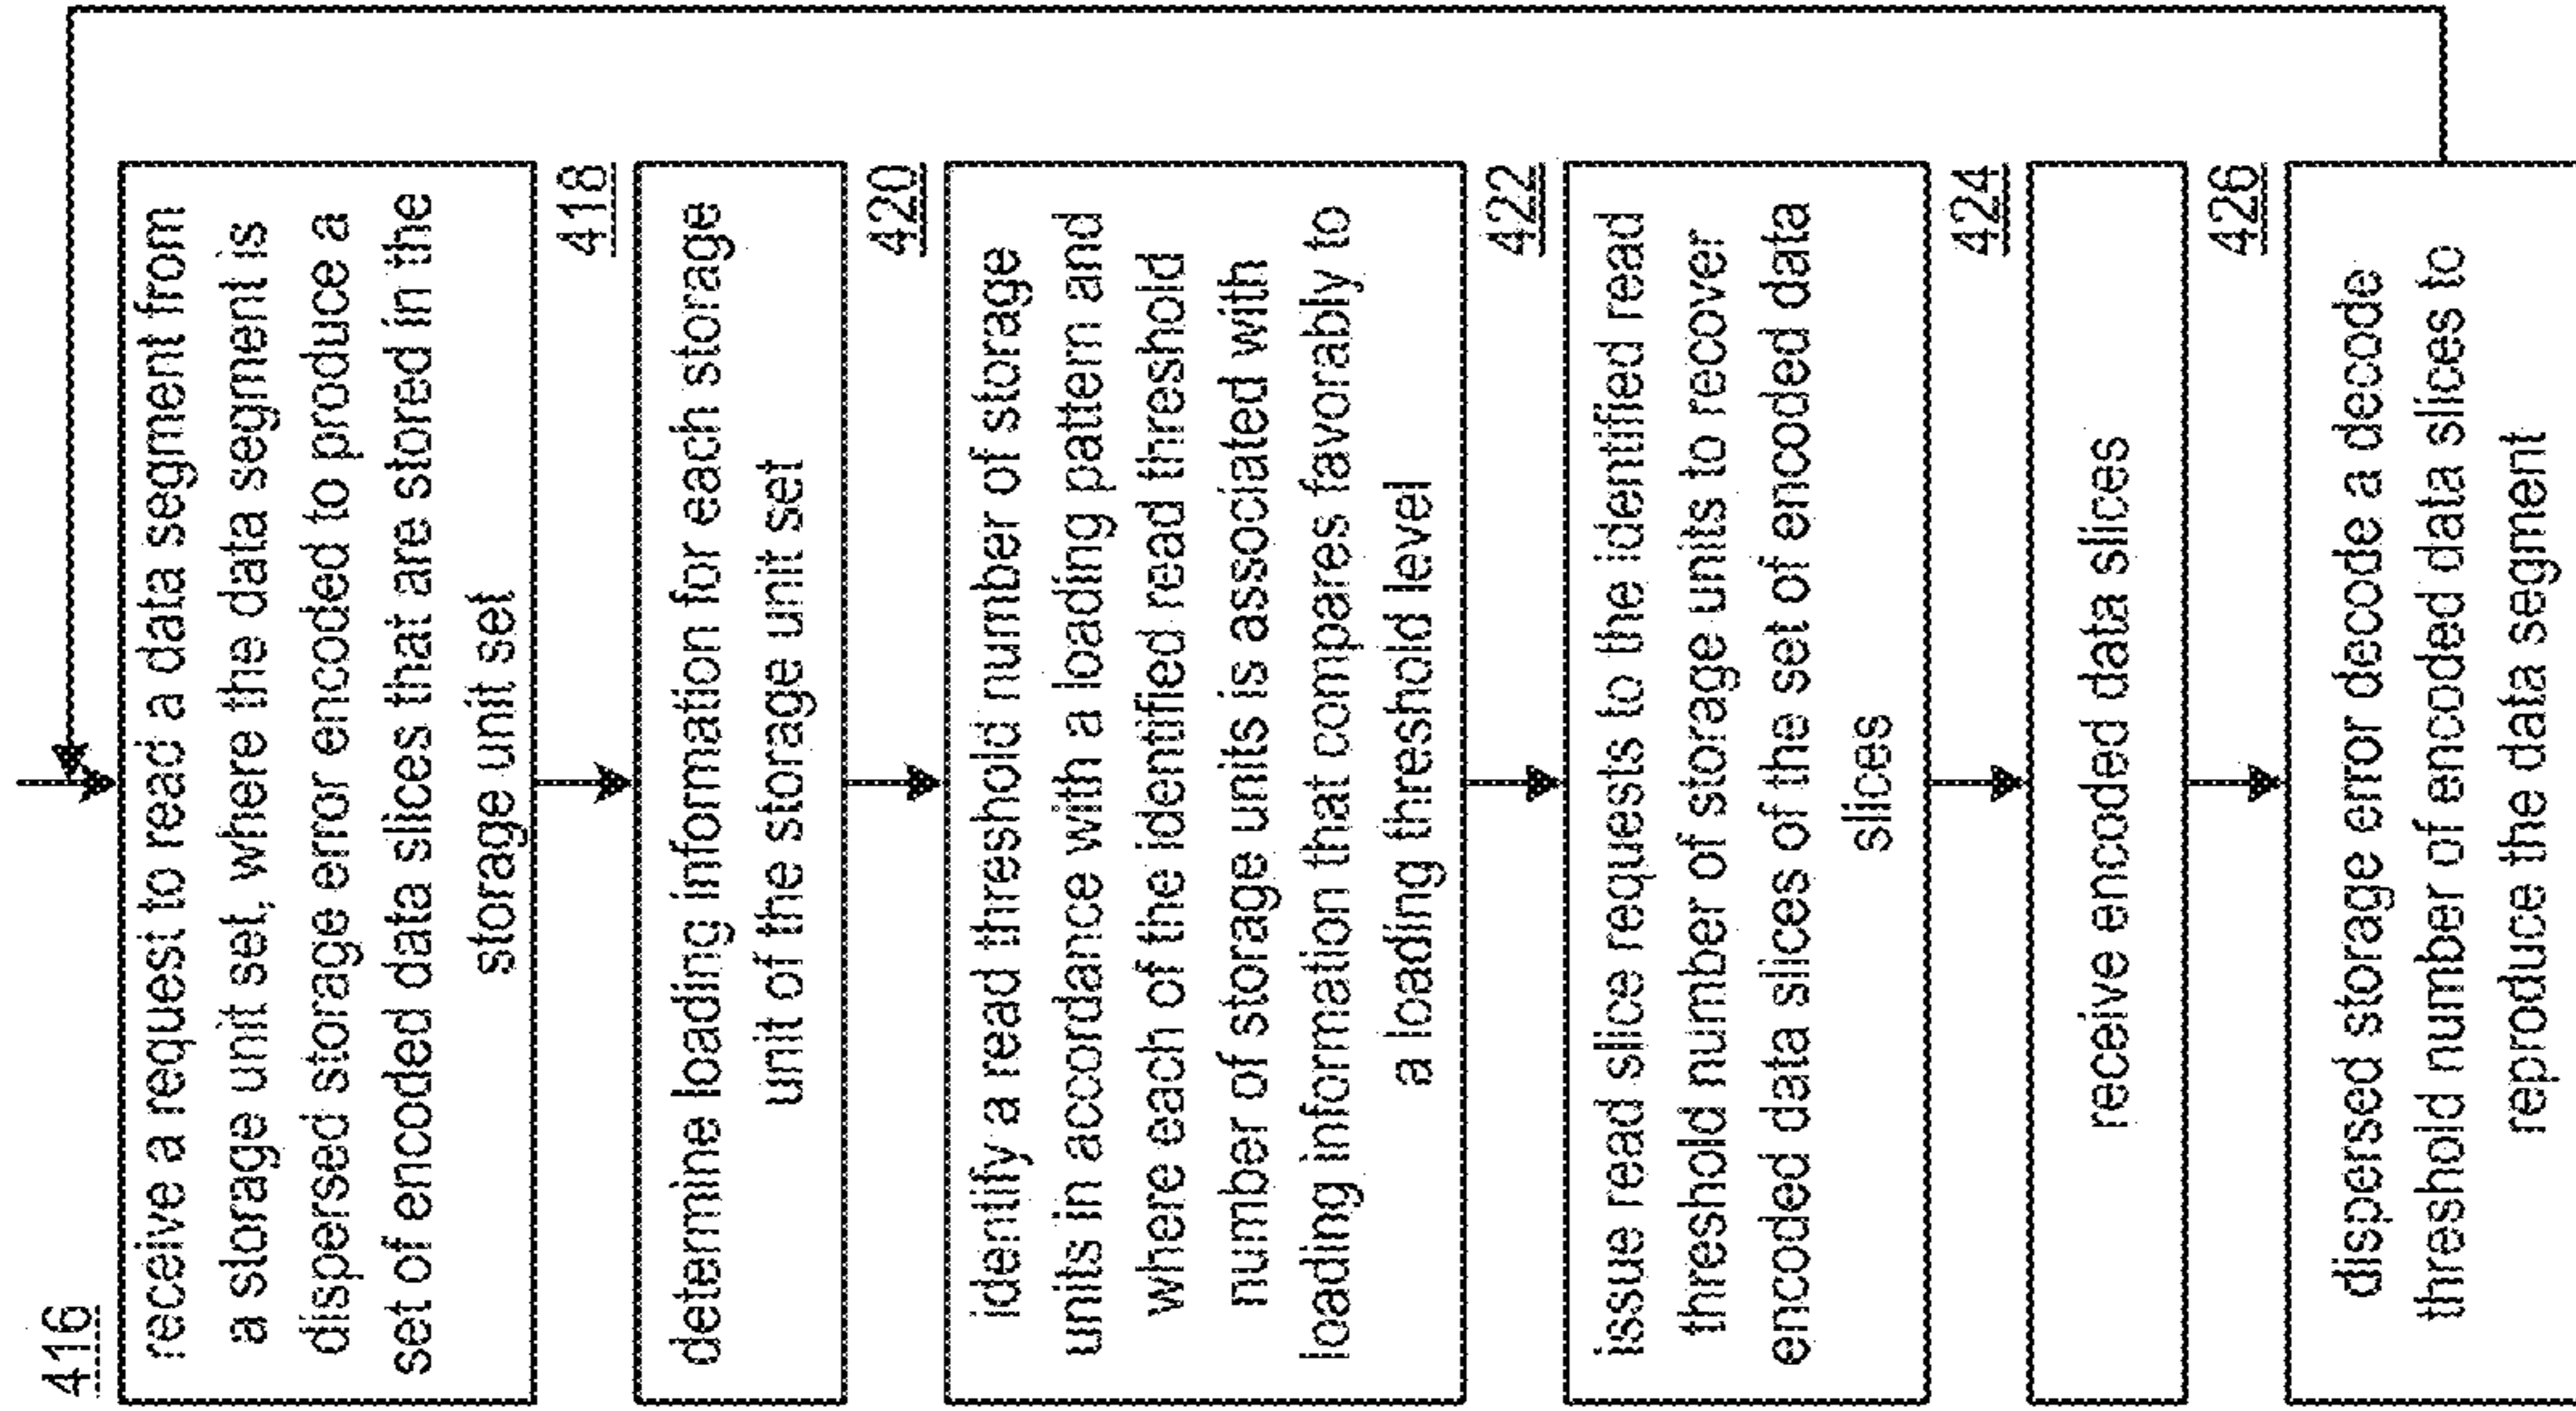 416
receive a request to read a data segment from
a storage unit set, where the data segment is
dispersed storage error encoded to produce a
set of encoded data slices that are stored in the
storage unit set
418
determine loading information for each storage
unit of the storage unit set
420
identify a read threshold number of storage
units in accordance with a loading pattern and
where each of the identified read threshold
number of storage units is associated with
loading information that compares favorably to
a loading threshold level
422
issue read slice requests to the identified read
threshold number of storage units to recover
encoded data slices of the set of encoded data
slices
424
receive encoded data slices
426
dispersed storage error decode a decode
threshold number of encoded data slices to
reproduce the data segment